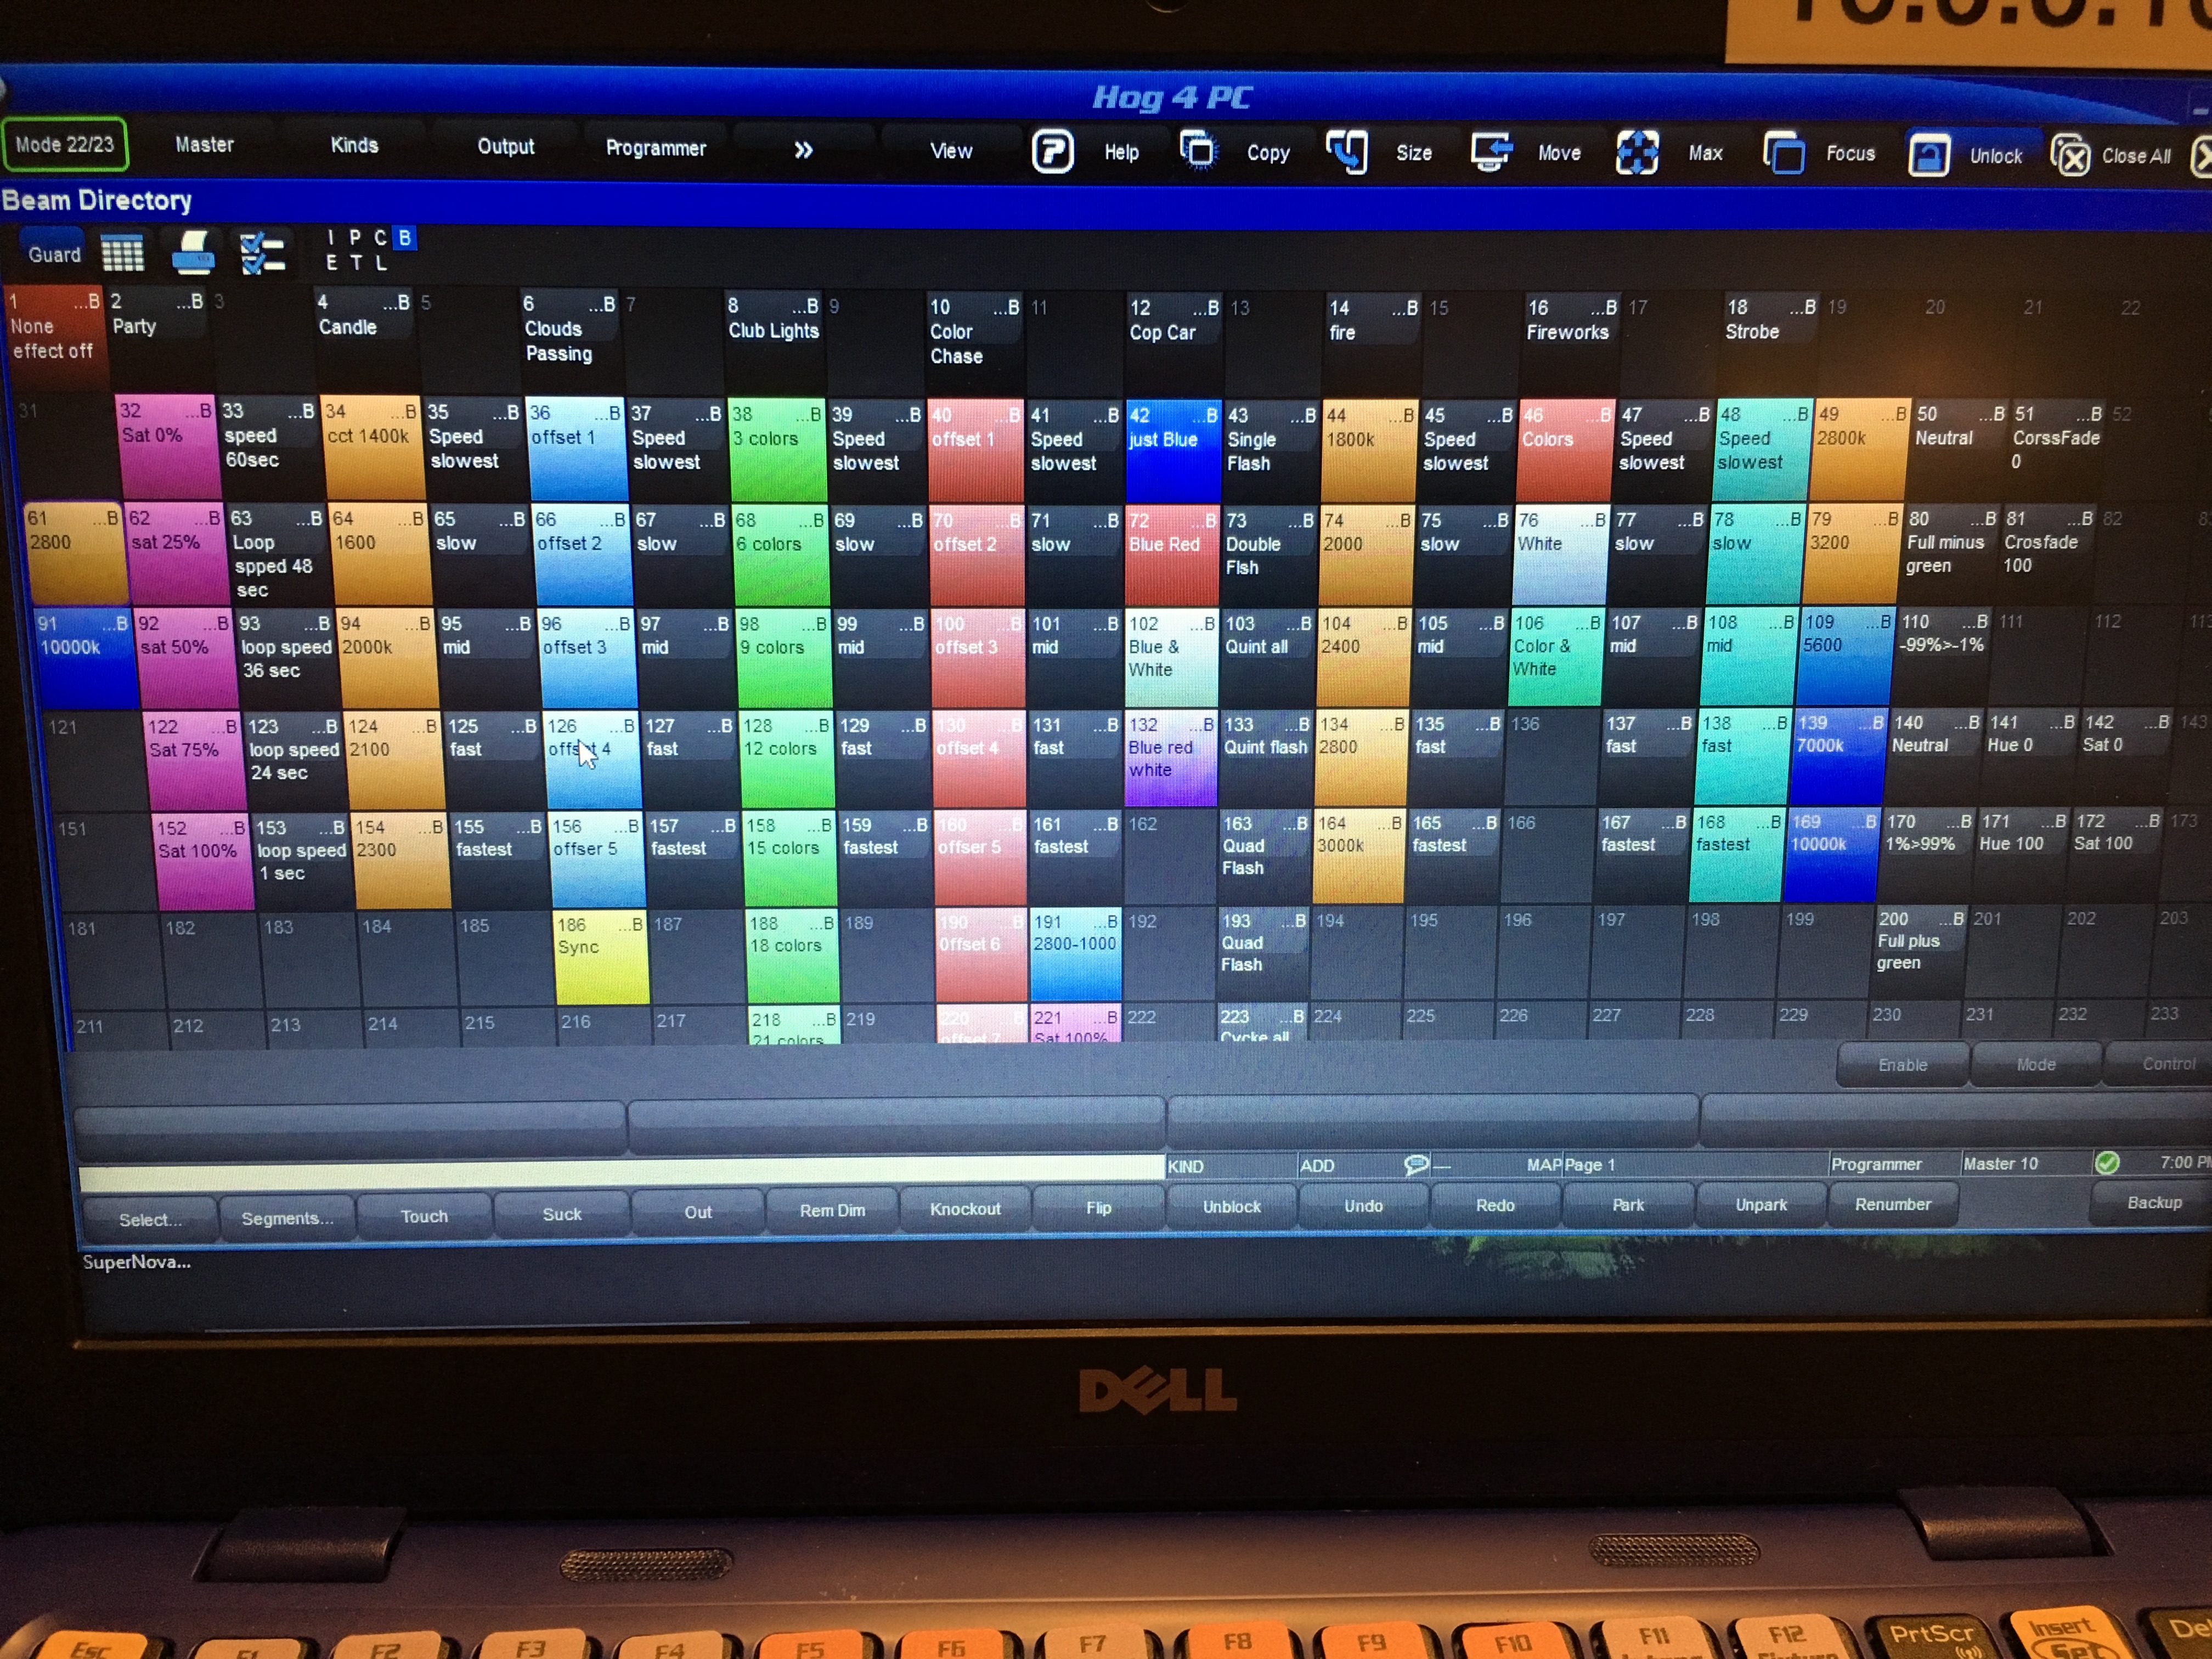 Hog 4 PC
Mode 22/23 Master Kinds Output Programmer >> View Help Copy Size Move Max Focus Unlock Close All
Beam Directory
Guard I P C B
E T L
1 ...B 2 ...B 3 4 ...B 5 6 ...B 7 8 ...B 9 10 ...B 11 12 ...B 13 14 ...B 15 16 ...B 17 18 ...B 19 20 21 22
None Party Candle Clouds Club Lights Color Cop Car fire Fireworks Strobe
effect off Passing Chase
31 32 ...B 33 ...B 34 ...B 35 ...B 36 ...B 37 ...B 38 ...B 39 ...B 40 ...B 41 ...B 42 ...B 43 ...B 44 ...B 45 ...B 46 ...B 47 ...B 48 ...B 49 ...B 50 ...B 51 ...B 52
Sat 0% speed cct 1400k Speed offset 1 Speed 3 colors Speed offset 1 Speed just Blue Single 1800k Speed Colors Speed Speed 2800k Neutral CorssFade
60sec slowest slowest slowest slowest Flash slowest slowest slowest 0
61 ...B 62 ...B 63 ...B 64 ...B 65 ...B 66 ...B 67 ...B 68 ...B 69 ...B 70 ...B 71 ...B 72 ...B 73 ...B 74 ...B 75 ...B 76 ...B 77 ...B 78 ...B 79 ...B 80 ...B 81 ...B 82
2800 sat 25% Loop 1600 slow offset 2 slow 6 colors slow offset 2 slow Blue Red Double 2000 slow White slow slow 3200 Full minus Crosfade
spped 48 Flsh green 100
sec
91 ...B 92 ...B 93 ...B 94 ...B 95 ...B 96 ...B 97 ...B 98 ...B 99 ...B 100 ...B 101 ...B 102 ...B 103 ...B 104 ...B 105 ...B 106 ...B 107 ...B 108 ...B 109 ...B 110 ...B 111 112 113
10000k sat 50% loop speed 2000k mid offset 3 mid 9 colors mid offset 3 mid Blue & Quint all 2400 mid Color & mid mid 5600 -99%>-1%
36 sec White White
121 122 ...B 123 ...B 124 ...B 125 ...B 126 ...B 127 ...B 128 ...B 129 ...B 130 ...B 131 ...B 132 ...B 133 ...B 134 ...B 135 ...B 136 137 ...B 138 ...B 139 ...B 140 ...B 141 ...B 142 ...B 143
Sat 75% loop speed 2100 fast offset 4 fast 12 colors fast offset 4 fast Blue red Quint flash 2800 fast fast fast 7000k Neutral Hue 0 Sat 0
24 sec white
151 152 ...B 153 ...B 154 ...B 155 ...B 156 ...B 157 ...B 158 ...B 159 ...B 160 ...B 161 ...B 162 163 ...B 164 ...B 165 ...B 166 167 ...B 168 ...B 169 ...B 170 ...B 171 ...B 172 ...B 173
Sat 100% loop speed 2300 fastest offser 5 fastest 15 colors fastest offser 5 fastest Quad 3000k fastest fastest fastest 10000k 1%>99% Hue 100 Sat 100
1 sec Flash
181 182 183 184 185 186 ...B 187 188 ...B 189 190 ...B 191 ...B 192 193 ...B 194 195 196 197 198 199 200 ...B 201 202 203
Sync 18 colors Offset 6 2800-1000 Quad Full plus
Flash green
211 212 213 214 215 216 217 218 ...B 219 220 ...B 221 ...B 222 223 ...B 224 225 226 227 228 229 230 231 232 233
21 colors offset 7 Sat 100% Cycke all
Enable Mode Control
KIND ADD MAP Page 1 Programmer Master 10 7:00
Select... Segments... Touch Suck Out Rem Dim Knockout Flip Unblock Undo Redo Park Unpark Renumber Backup
SuperNova...
DELL
Esc F1 F2 F3 F4 F5 F6 F7 F8 F9 F10 F11 F12 PrtScr Insert